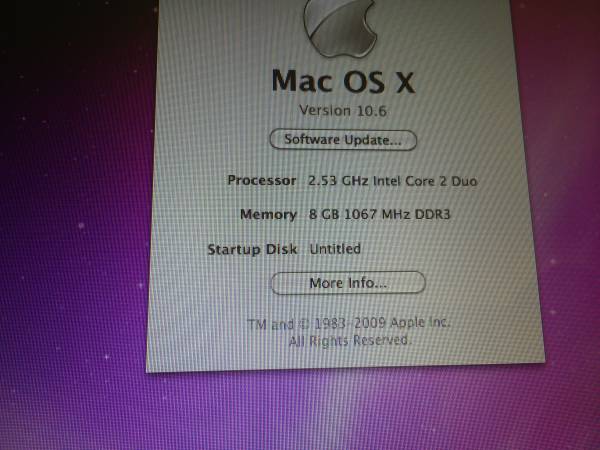 Mac OS X
Version 10.6
Software Update...
Processor 2.53 GHz Intel Core 2 Duo
Memory 8 GB 1067 MHz DDR3
Startup Disk Untitled
More Info...
TM and © 1983-2009 Apple Inc.
All Rights Reserved.